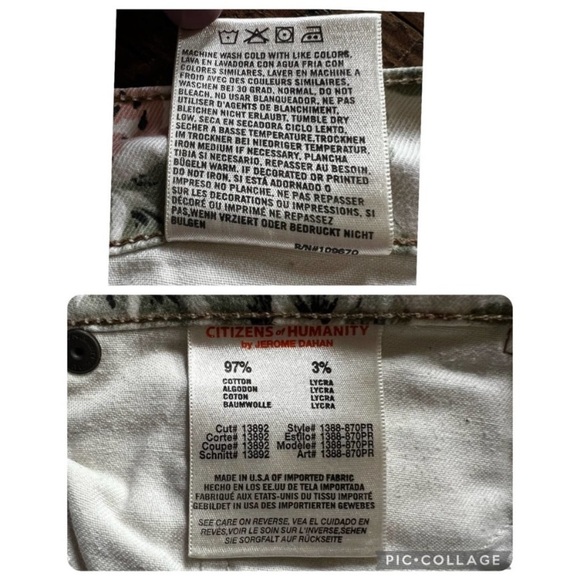 MACHINE WASH COLD WITH LIKE COLORS,
LAVA EN LAVADORA CON AGUA FRIA CON
COLORES SIMILARES, LAVER EN MACHINE A
FROID AVEC DES COULEURS SIMILAIRES,
WASCHEN BEI 30 GRAD, NORMAL, DO NOT
BLEACH. NO USAR BLANQUEADOR, NE PAS
UTILISER D'AGENTS DE BLANCHIMENT,
BLEICHEN NICHT ERLAUBT. TUMBLE DRY
LOW, SECA EN SECADORA CICLO LENTO,
SECHER A BASSE TEMPERATURE,TROCKNEN
IM TROCKNER BEI NIEDRIGER TEMPERATUR.
IRON MEDIUM IF NECESSARY, PLANCHA
TIBIA SI NECESARIO, REPASSER AU BESOIN.
BÜGELN WARM. IF DECORATED OR PRINTED
DO NOT IRON, SI ESTÁ ADORNADO O
IMPRESO NO PLANCHE, NE PAS REPASSER
SUR LES DECORATIONS OU IMPRESSIONS, SI
DÉCORÉ OU IMPRIMÉ NE REPASSEZ
PAS,WENN VRZIERT ODER BEDRUCKT NICHT
BULGEN
R/N#109670
CITIZENS of HUMANITY
by JEROME DAHAN
97% 3%
COTTON LYCRA
ALGODON LYCRA
COTON LYCRA
BAUMWOLLE LYCRA
Cut# 13892 Style# 1388-870PR
Corte# 13892 Estilo# 1388-870PR
Coupe# 13892 Modéle# 1388-870PR
Schnitt# 13892 Art# 1388-870PR
MADE IN U.S.A OF IMPORTED FABRIC
HECHO EN LOS EE.UU DE TELA IMPORTADA
FABRIQUÉ AUX ETATS-UNIS DU TISSU IMPORTÉ
GEBILDET IN USA DES IMPORTIERTEN GEWEBES
SEE CARE ON REVERSE, VEA EL CUIDADO EN
REVÉS,VOIR LE SOIN SUR L'INVERSE,SEHEN
SIE SORGFALT AUF RÜCKSEITE
PIC•COLLAGE